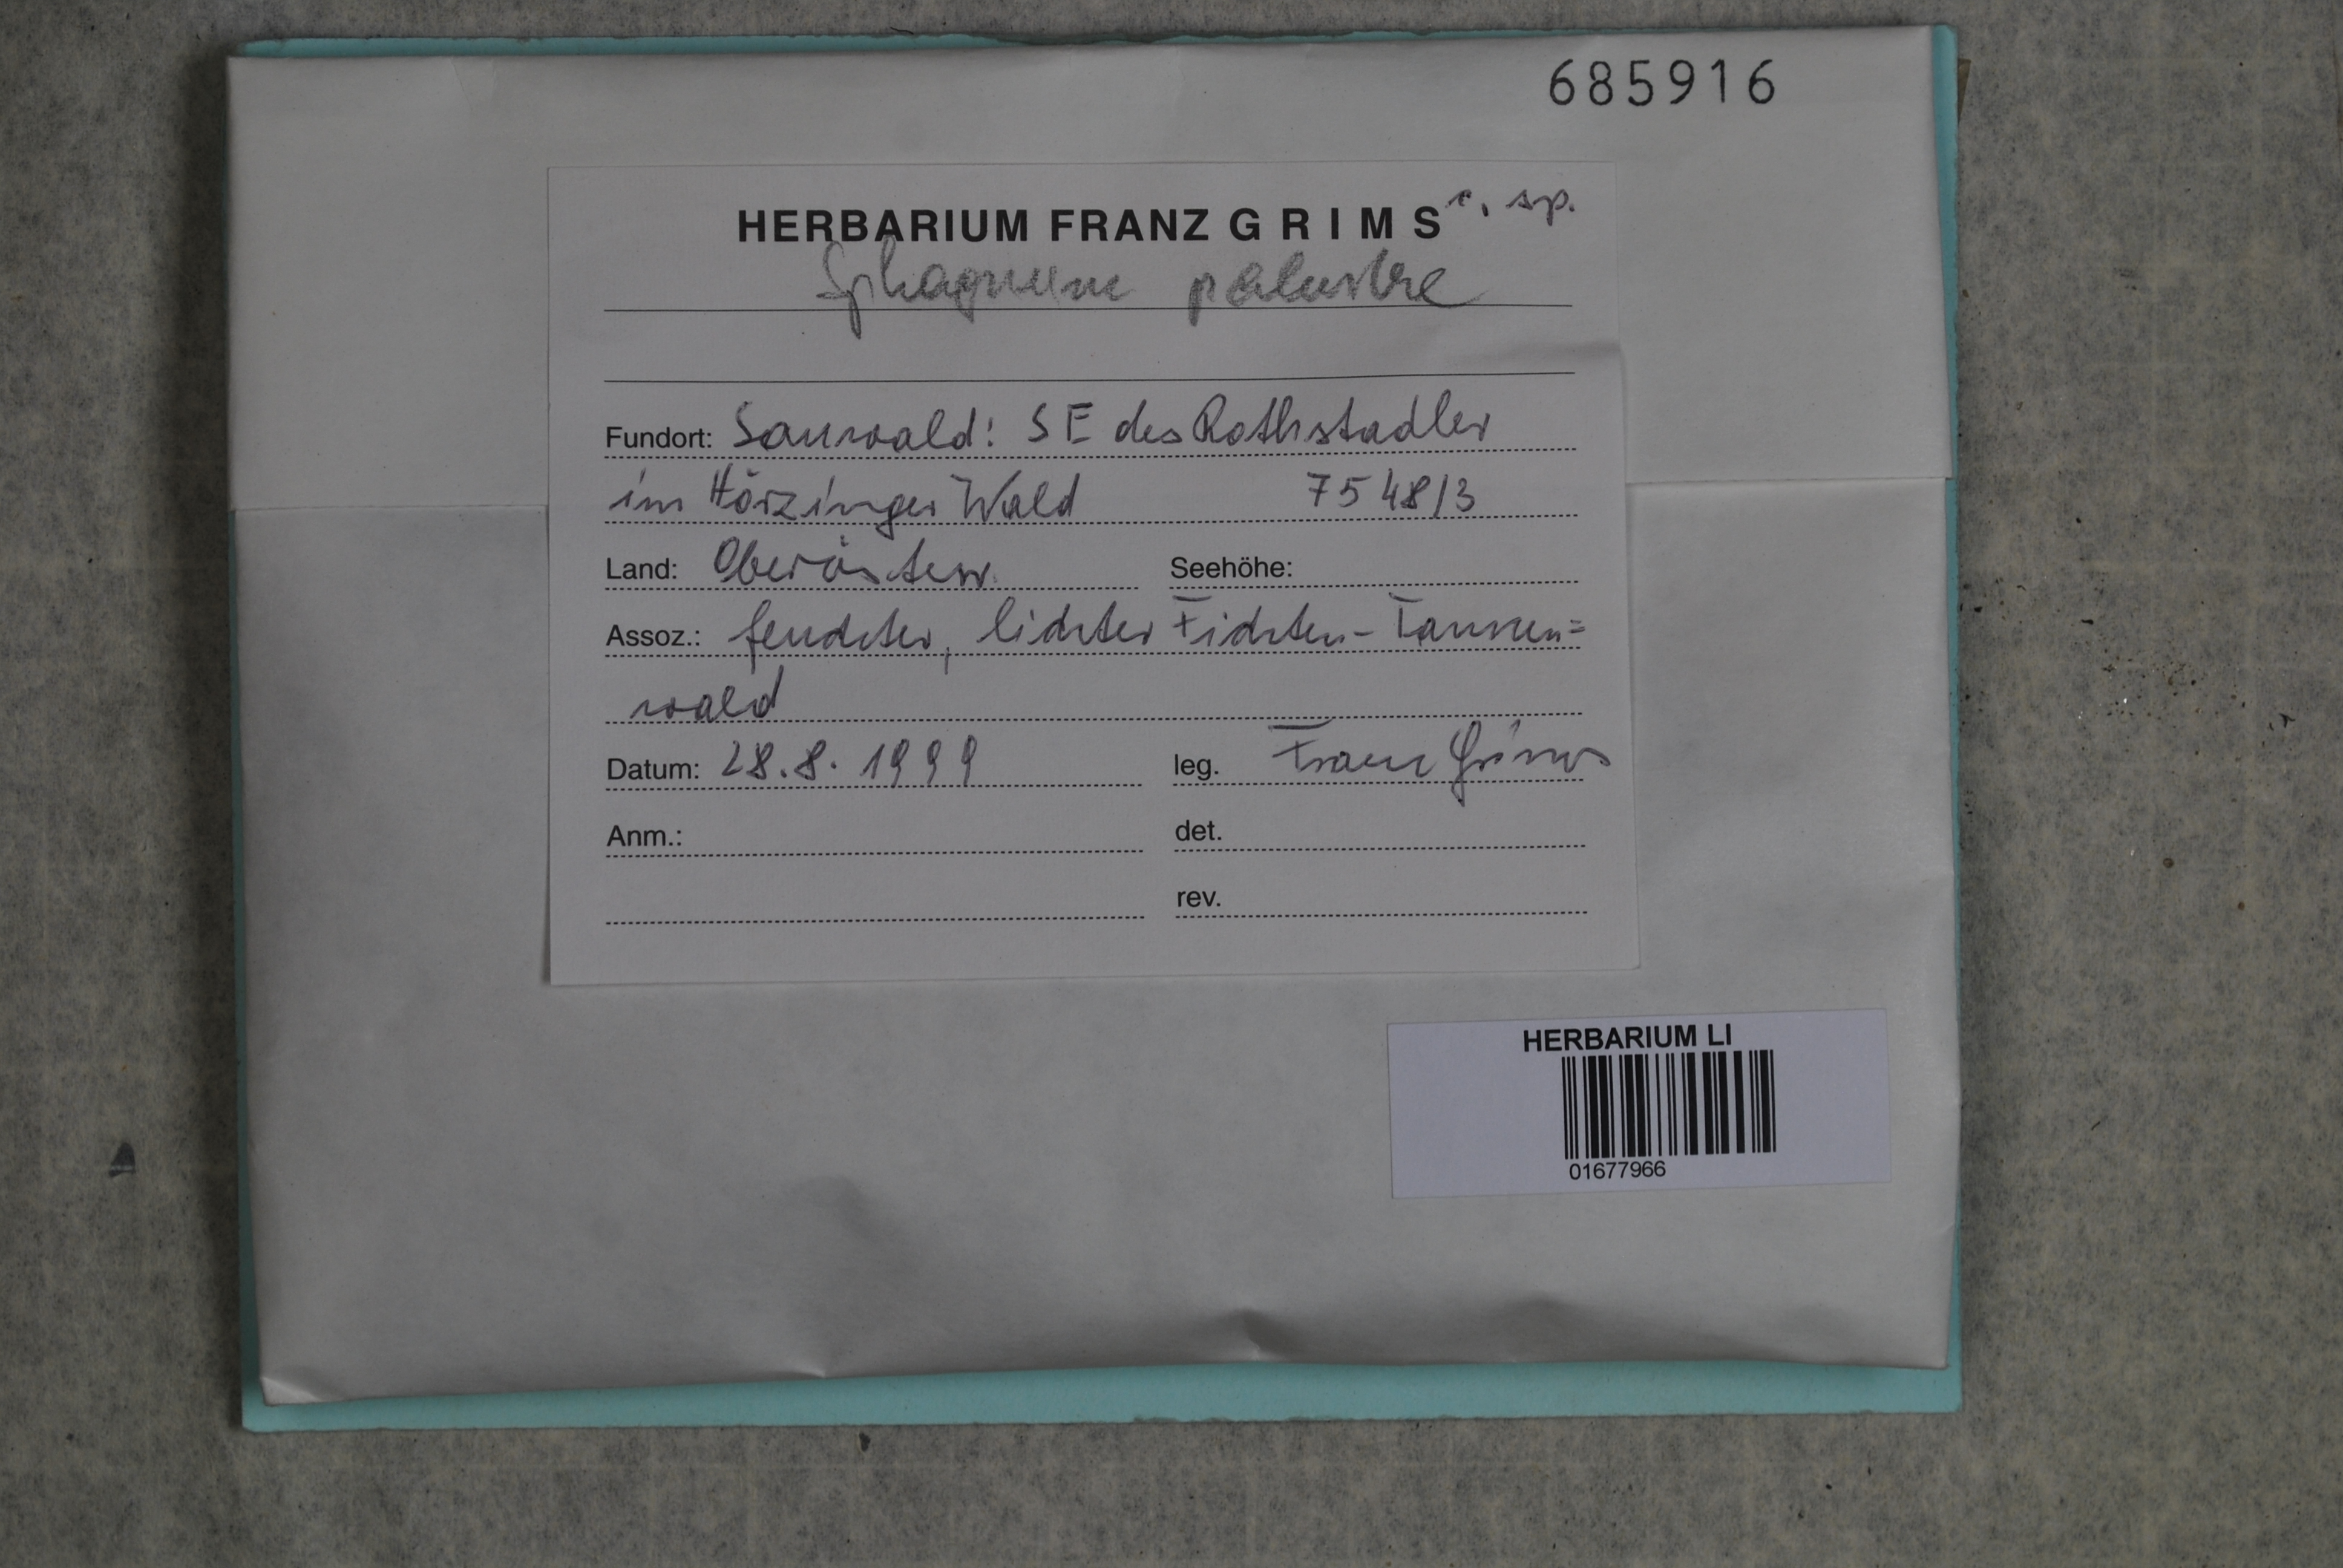 685916
HERBARIUM FRANZ GRIMS c. sp.
Sphagnum palustre
Fundort: Sauwald: SE des Rothstadler
im Hörzinger Wald 7548/3
Land: Oberösterr. Seehöhe:
Assoz.: feuchter, lichter Fichten-Tannen=
wald
Datum: 28.8.1999 leg. Franz Grims
Anm.: det.
rev.
HERBARIUM LI
01677966